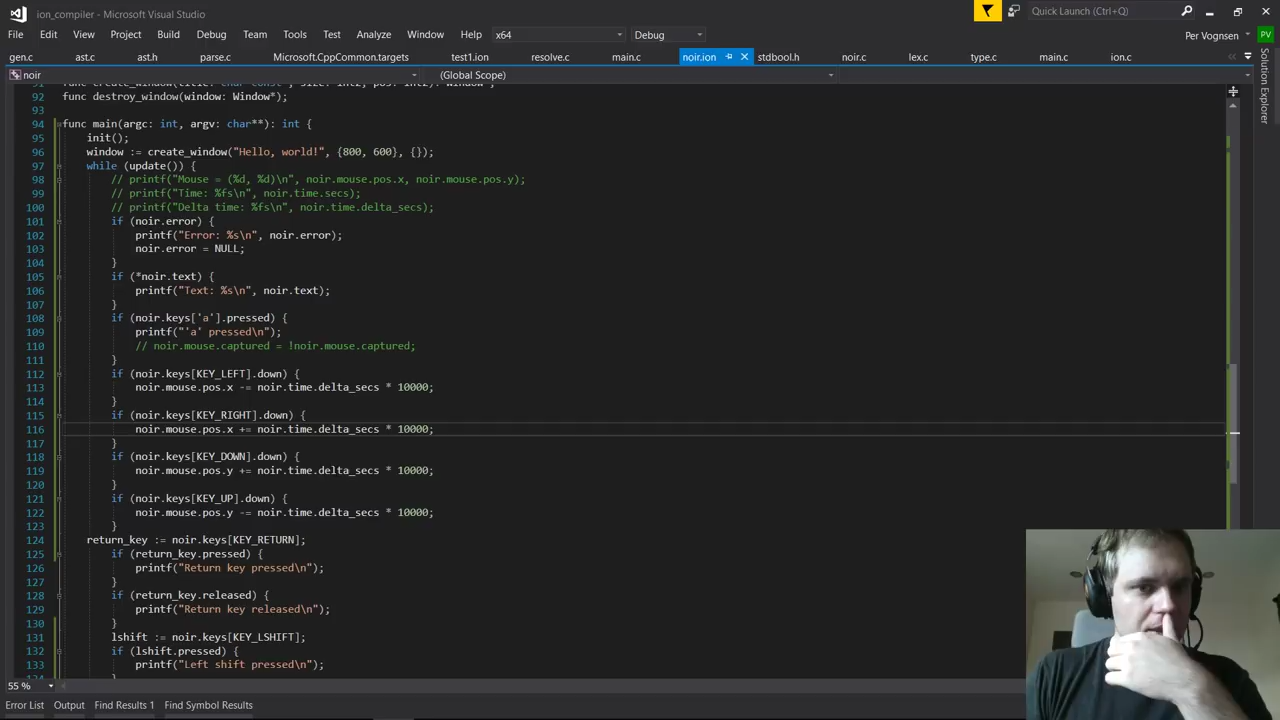 ion_compiler - Microsoft Visual Studio
Quick Launch (Ctrl+Q)
File Edit View Project Build Debug Team Tools Test Analyze Window Help x64 Debug Per Vognsen PV
gen.c ast.c ast.h parse.c Microsoft.CppCommon.targets test1.ion resolve.c main.c noir.ion stdbool.h noir.c lex.c type.c main.c ion.c
Solution Explorer
noir (Global Scope)
92 func destroy_window(window: Window*);
93
94 func main(argc: int, argv: char**): int {
95 init();
96 window := create_window("Hello, world!", {800, 600}, {});
97 while (update()) {
98 // printf("Mouse = (%d, %d)\n", noir.mouse.pos.x, noir.mouse.pos.y);
99 // printf("Time: %fs\n", noir.time.secs);
100 // printf("Delta time: %fs\n", noir.time.delta_secs);
101 if (noir.error) {
102 printf("Error: %s\n", noir.error);
103 noir.error = NULL;
104 }
105 if (*noir.text) {
106 printf("Text: %s\n", noir.text);
107 }
108 if (noir.keys['a'].pressed) {
109 printf("'a' pressed\n");
110 // noir.mouse.captured = !noir.mouse.captured;
111 }
112 if (noir.keys[KEY_LEFT].down) {
113 noir.mouse.pos.x -= noir.time.delta_secs * 10000;
114 }
115 if (noir.keys[KEY_RIGHT].down) {
116 noir.mouse.pos.x += noir.time.delta_secs * 10000;
117 }
118 if (noir.keys[KEY_DOWN].down) {
119 noir.mouse.pos.y += noir.time.delta_secs * 10000;
120 }
121 if (noir.keys[KEY_UP].down) {
122 noir.mouse.pos.y -= noir.time.delta_secs * 10000;
123 }
124 return_key := noir.keys[KEY_RETURN];
125 if (return_key.pressed) {
126 printf("Return key pressed\n");
127 }
128 if (return_key.released) {
129 printf("Return key released\n");
130 }
131 lshift := noir.keys[KEY_LSHIFT];
132 if (lshift.pressed) {
133 printf("Left shift pressed\n");
55 %
Error List Output Find Results 1 Find Symbol Results